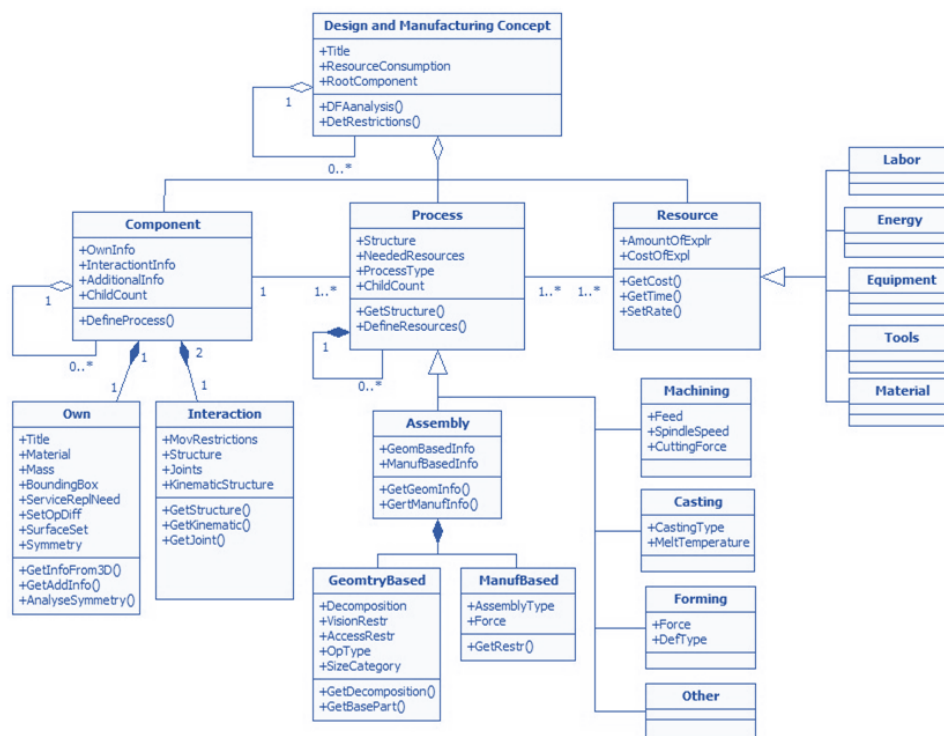 Design and Manufacturing Concept
+Title
+ResourceConsumption
+RootComponent
+DFAanalysis()
+DetRestrictions()
1
0..*
Component
+OwnInfo
+InteractiontInfo
+AdditionalInfo
+ChildCount
+DefineProcess()
1
0..*
1
1..*
Process
+Structure
+NeededResources
+ProcessType
+ChildCount
+GetStructure()
+DefineResources()
1
0..*
1..*
1..*
Resource
+AmountOfExplr
+CostOfExpl
+GetCost()
+GetTime()
+SetRate()
Labor
Energy
Equipment
Tools
Material
1
1
2
1
Own
+Title
+Material
+Mass
+BoundingBox
+ServiceReplNeed
+SetOpDiff
+SurfaceSet
+Symmetry
+GetInfoFrom3D()
+GetAddInfo()
+AnalyseSymmetry()
Interaction
+MovRestrictions
+Structure
+Joints
+KinematicStructure
+GetStructure()
+GetKinematic()
+GetJoint()
Assembly
+GeomBasedInfo
+ManufBasedInfo
+GetGeomInfo()
+GertManufInfo()
GeomtryBased
+Decomposition
+VisionRestr
+AccessRestr
+OpType
+SizeCategory
+GetDecomposition()
+GetBasePart()
ManufBased
+AssemblyType
+Force
+GetRestr()
Machining
+Feed
+SpindleSpeed
+CuttingForce
Casting
+CastingType
+MeltTemperature
Forming
+Force
+DefType
Other